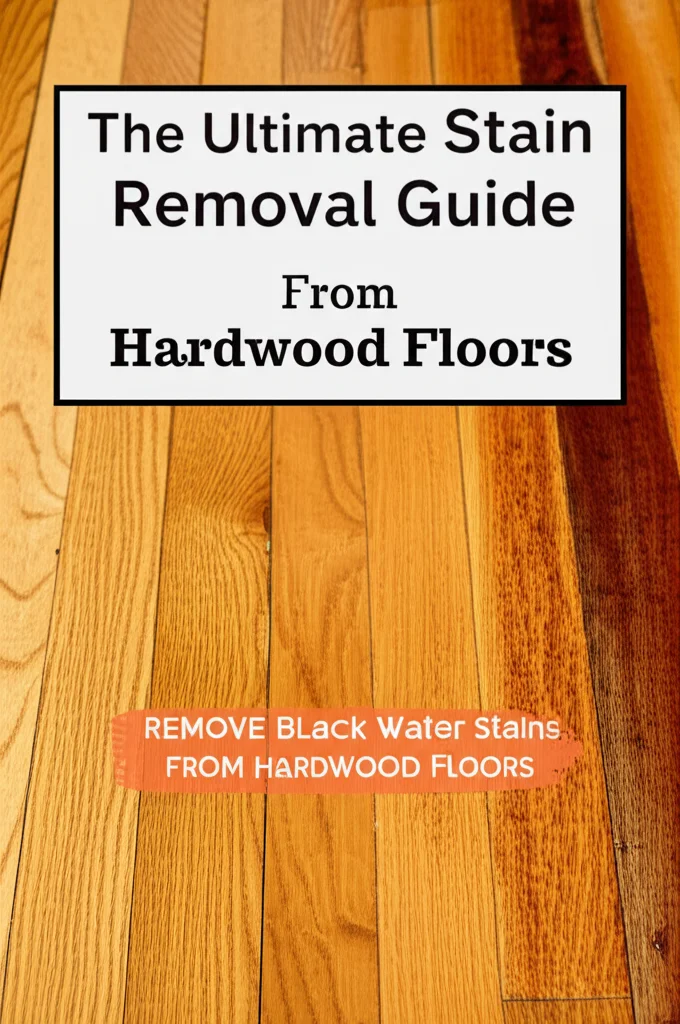 The Ultimate Stain
Removal Guide
From
Hardwood Floors
REMOVE BLack Water Stains
FROM HARDWOOD FLOORS